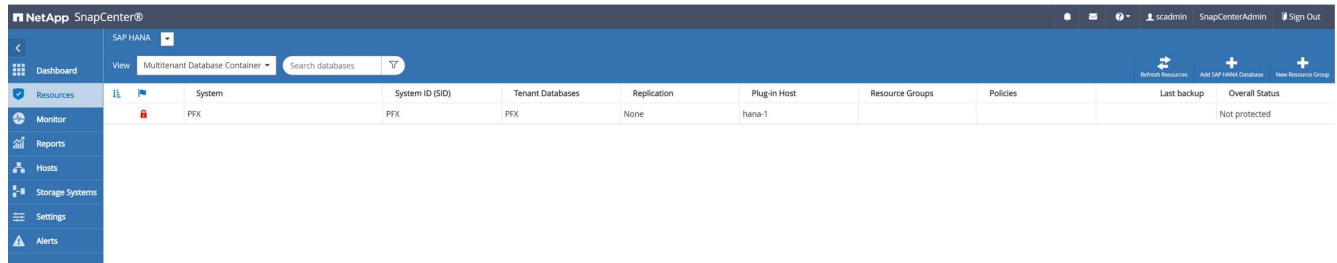 NetApp SnapCenter®
scadmin SnapCenterAdmin Sign Out
SAP HANA
View Multitenant Database Container Search databases
Refresh Resources Add SAP HANA Database New Resource Group
Dashboard
Resources
Monitor
Reports
Hosts
Storage Systems
Settings
Alerts
System System ID (SID) Tenant Databases Replication Plug-in Host Resource Groups Policies Last backup Overall Status
PFX PFX PFX None hana-1 Not protected